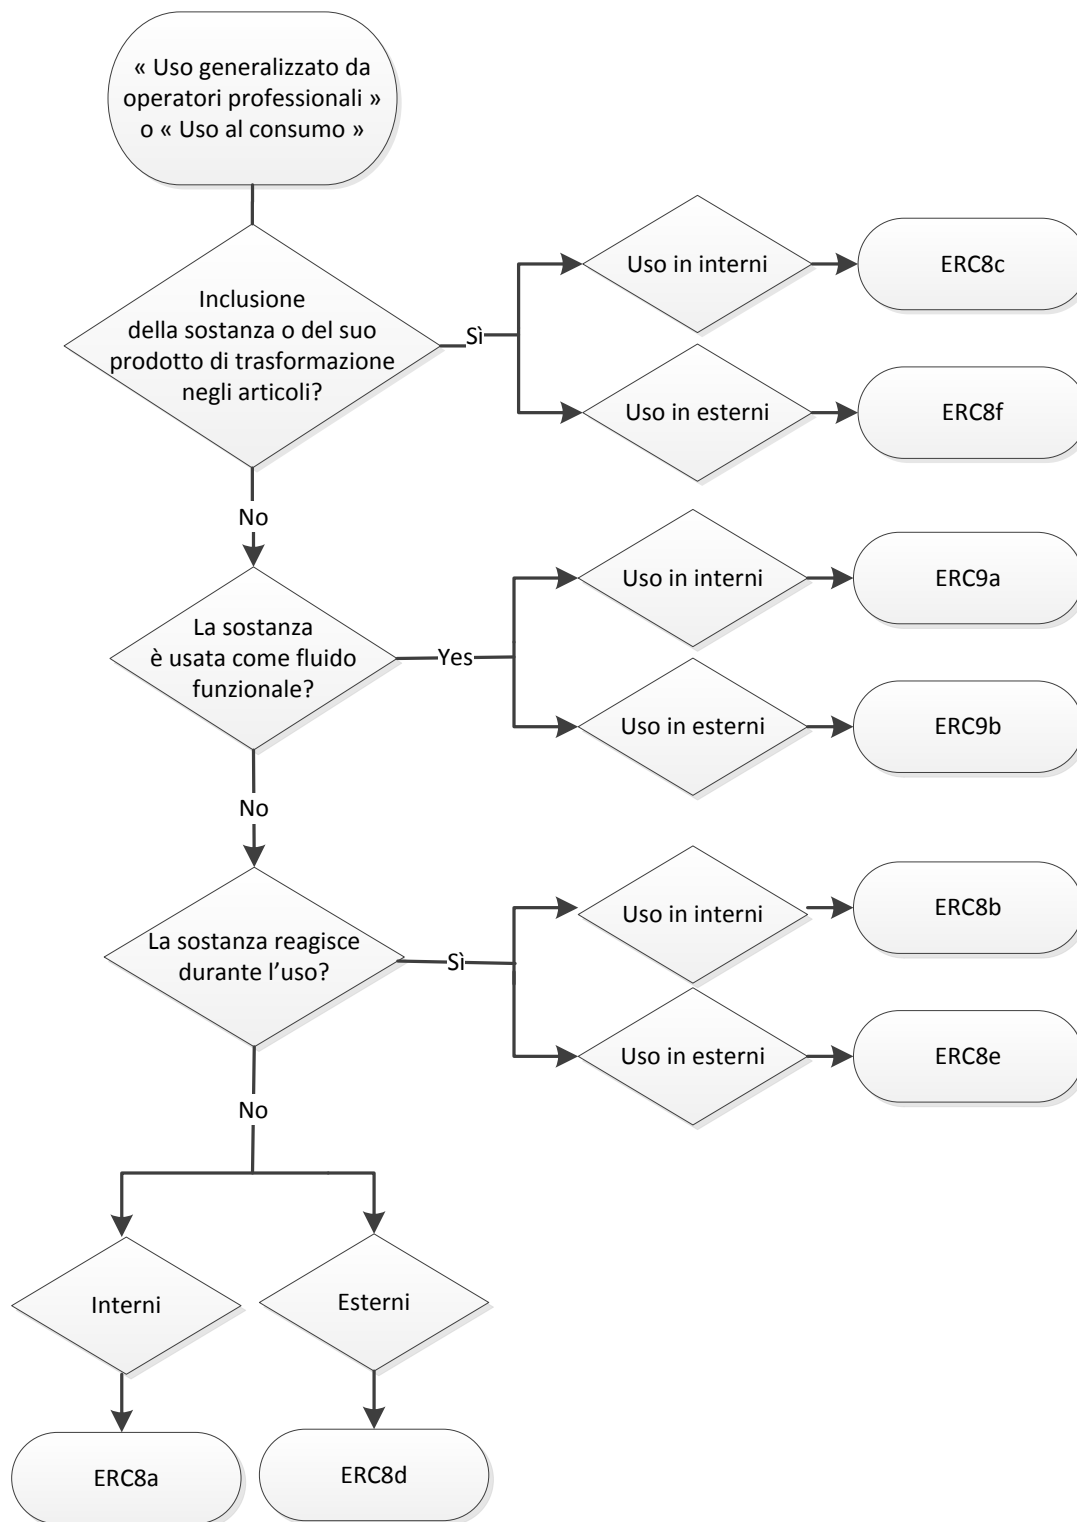 « Uso generalizzato da
operatori professionali »
o « Uso al consumo »
Inclusione
della sostanza o del suo
prodotto di trasformazione
negli articoli?
Sì
Uso in interni
ERC8c
Uso in esterni
ERC8f
No
La sostanza
è usata come fluido
funzionale?
Yes
Uso in interni
ERC9a
Uso in esterni
ERC9b
No
La sostanza reagisce
durante l'uso?
Sì
Uso in interni
ERC8b
Uso in esterni
ERC8e
No
Interni
Esterni
ERC8a
ERC8d